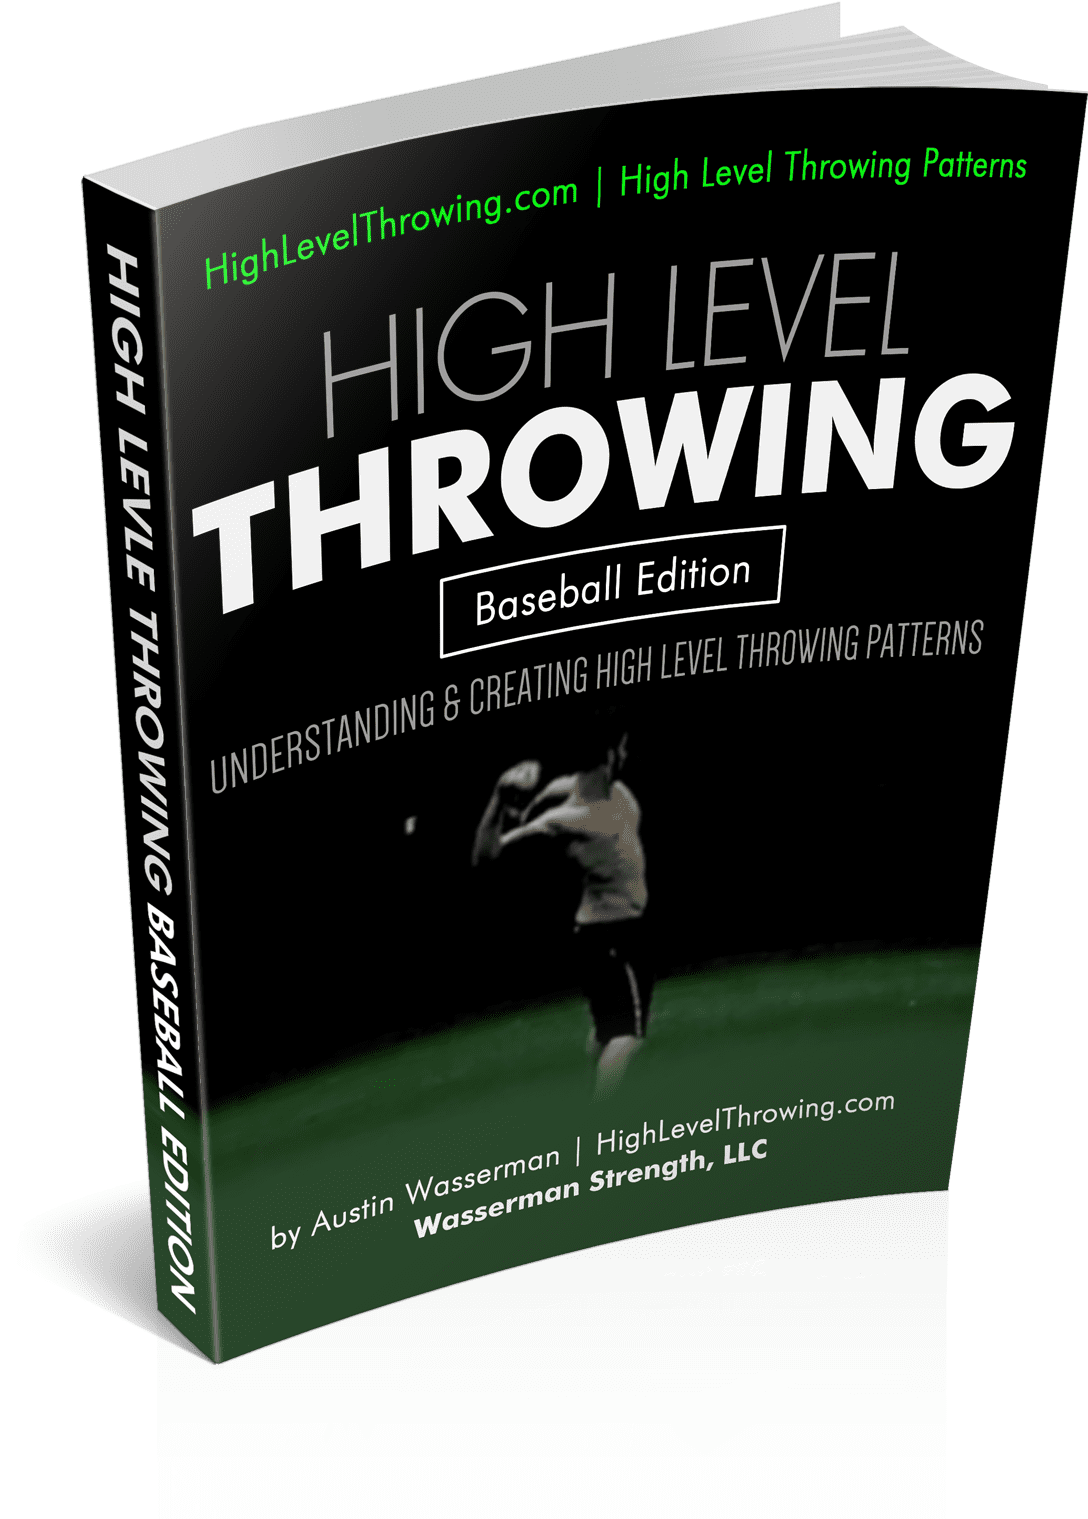 HighLevelThrowing.com | High Level Throwing Patterns
HIGH LEVEL
THROWING
Baseball Edition
UNDERSTANDING & CREATING HIGH LEVEL THROWING PATTERNS
by Austin Wasserman | HighLevelThrowing.com
Wasserman Strength, LLC
HIGH LEVLE THROWING BASEBALL EDITION